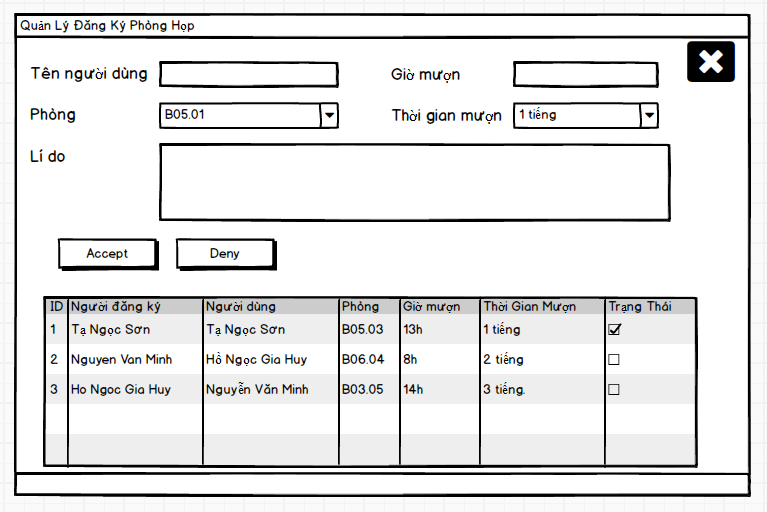 Quản Lý Đăng Ký Phòng Họp
Tên người dùng Giờ mượn
Phòng B05.01 Thời gian mượn 1 tiếng
Lí do
Accept Deny
ID Người đăng ký Người dùng Phòng Giờ mượn Thời Gian Mượn Trạng Thái
1 Tạ Ngọc Sơn Tạ Ngọc Sơn B05.03 13h 1 tiếng
2 Nguyen Van Minh Hồ Ngọc Gia Huy B06.04 8h 2 tiếng
3 Ho Ngoc Gia Huy Nguyễn Văn Minh B03.05 14h 3 tiếng.